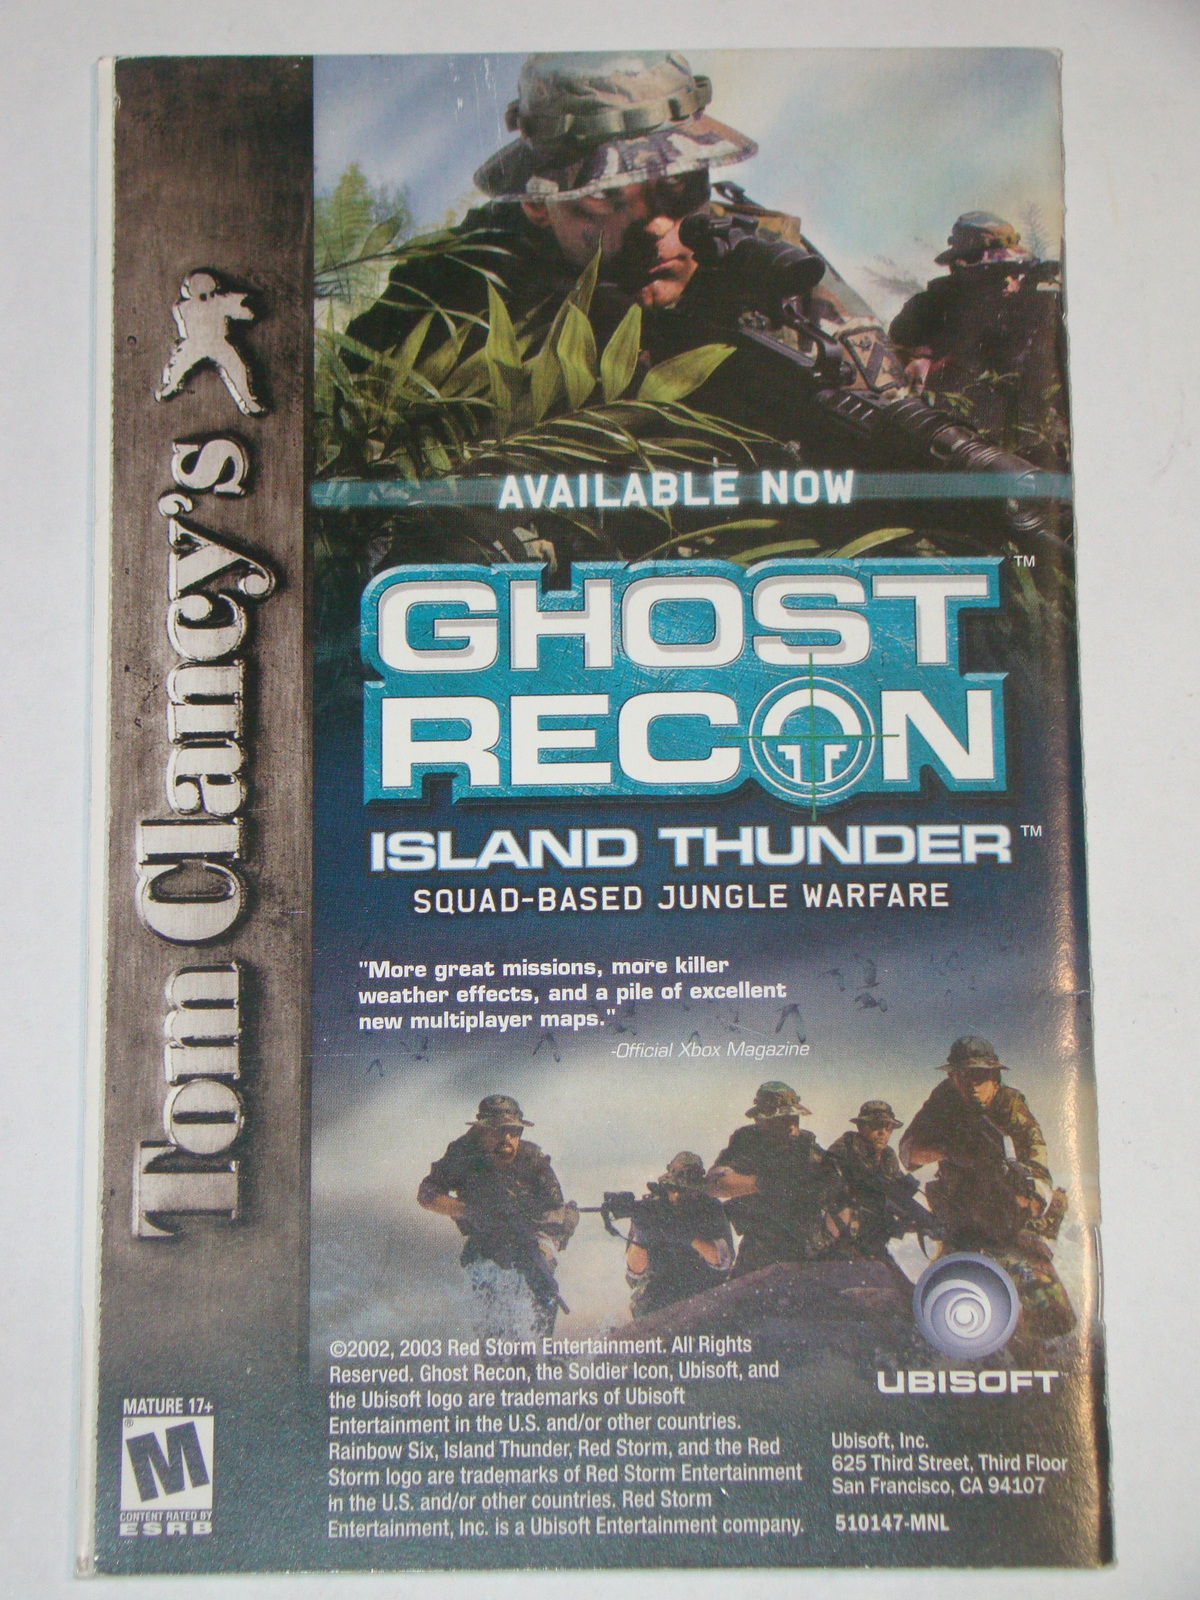 Tom Clancy's
AVAILABLE NOW
GHOST ™
RECON
ISLAND THUNDER ™
SQUAD-BASED JUNGLE WARFARE
"More great missions, more killer
weather effects, and a pile of excellent
new multiplayer maps."
-Official Xbox Magazine
©2002, 2003 Red Storm Entertainment. All Rights
Reserved. Ghost Recon, the Soldier Icon, Ubisoft, and
the Ubisoft logo are trademarks of Ubisoft
Entertainment in the U.S. and/or other countries.
Rainbow Six, Island Thunder, Red Storm, and the Red
Storm logo are trademarks of Red Storm Entertainment
in the U.S. and/or other countries. Red Storm
Entertainment, Inc. is a Ubisoft Entertainment company.
UBISOFT™
Ubisoft, Inc.
625 Third Street, Third Floor
San Francisco, CA 94107
510147-MNL
MATURE 17+
M ®
CONTENT RATED BY
ESRB